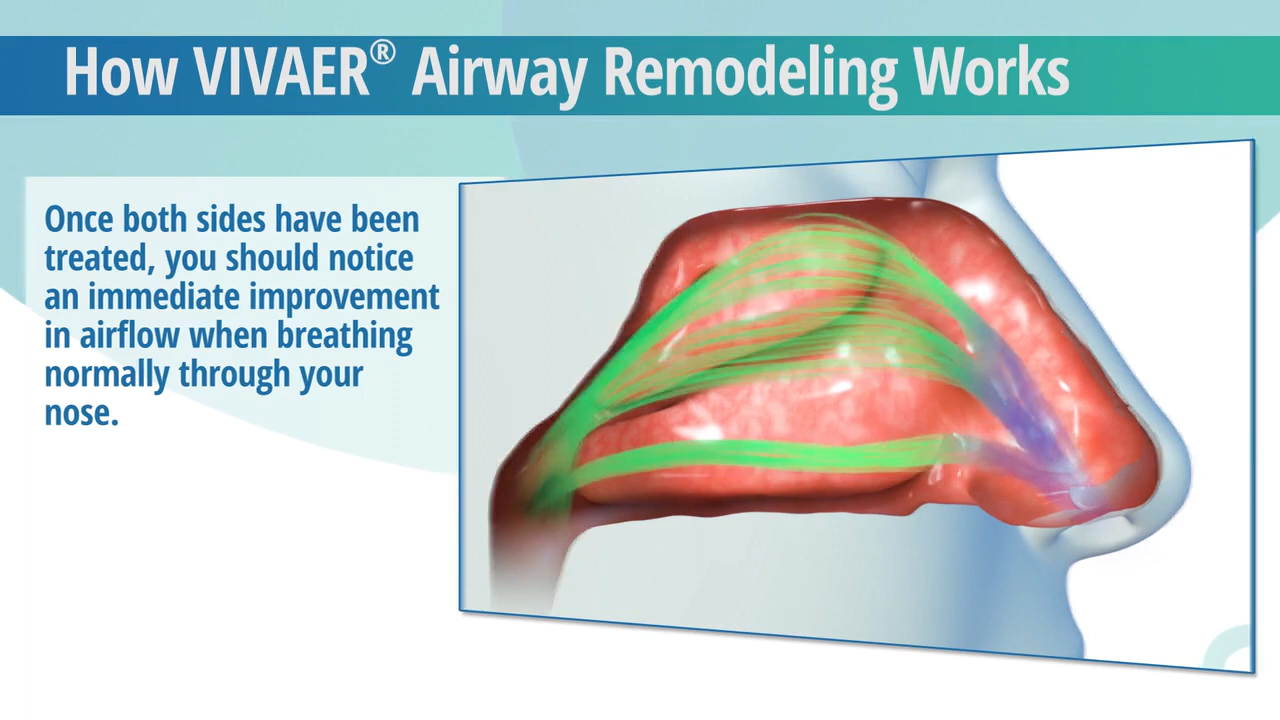 How VIVAER® Airway Remodeling Works
Once both sides have been
treated, you should notice
an immediate improvement
in airflow when breathing
normally through your
nose.